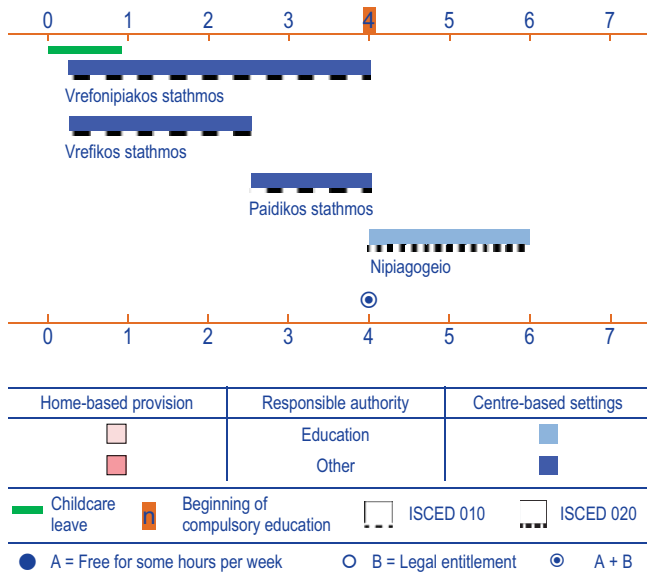 0 1 2 3 4 5 6 7
Vrefonipiakos stathmos
Vrefikos stathmos
Paidikos stathmos
Nipiagogeio
0 1 2 3 4 5 6 7
Home-based provision Responsible authority Centre-based settings
Education
Other
Childcare leave
n Beginning of compulsory education
ISCED 010
ISCED 020
A = Free for some hours per week B = Legal entitlement A + B